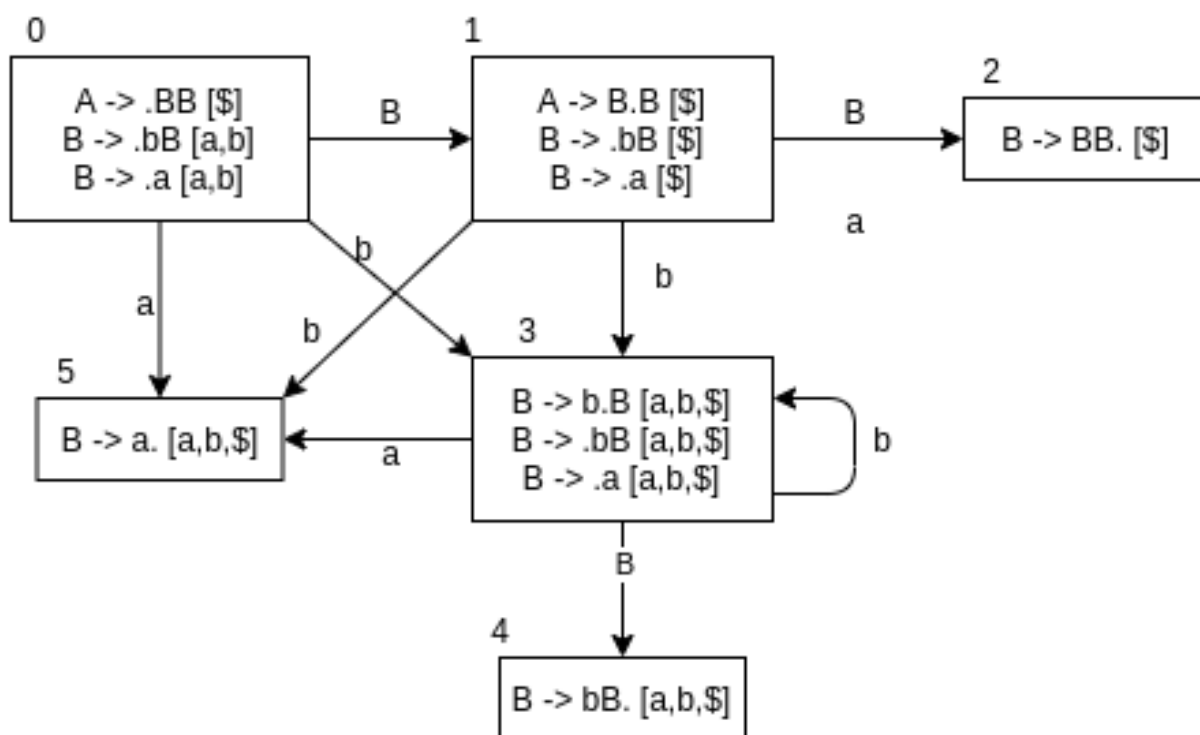 0
A -> .BB [$]
B -> .bB [a,b]
B -> .a [a,b]
B
1
A -> B.B [$]
B -> .bB [$]
B -> .a [$]
B
2
B -> BB. [$]
a
b
b
b
a
5
B -> a. [a,b,$]
a
3
B -> b.B [a,b,$]
B -> .bB [a,b,$]
B -> .a [a,b,$]
b
B
4
B -> bB. [a,b,$]